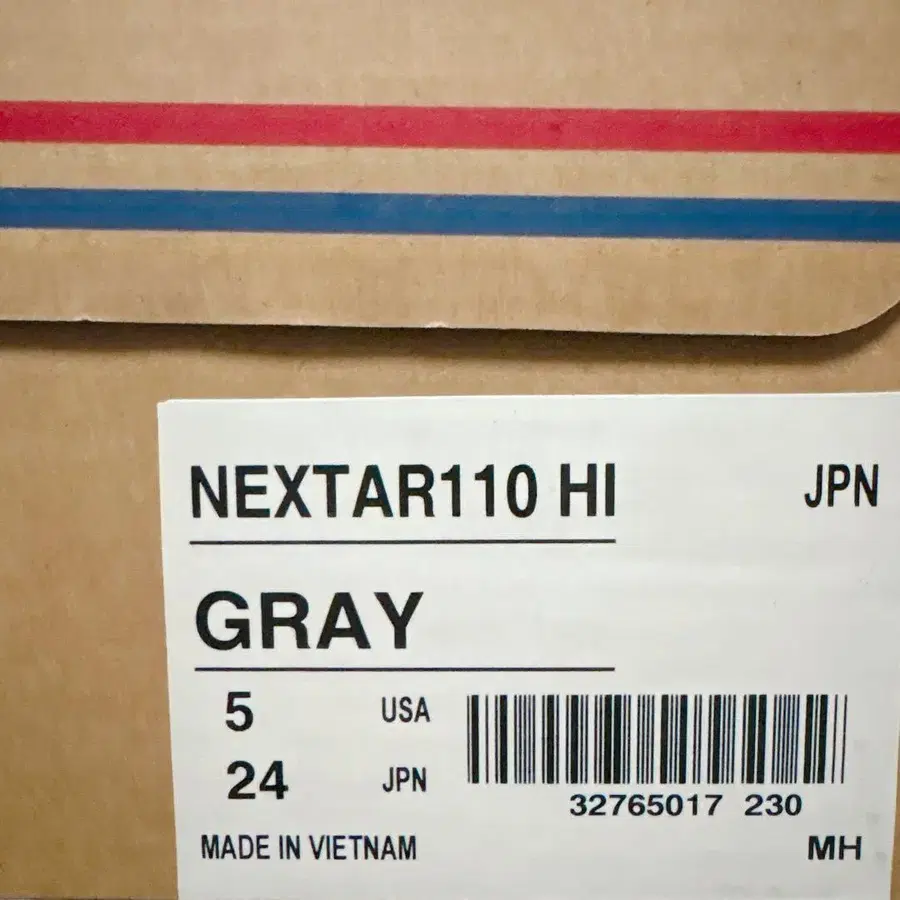 NEXTAR110 HI JPN
GRAY
5 USA
24 JPN
32765017 230
MADE IN VIETNAM MH